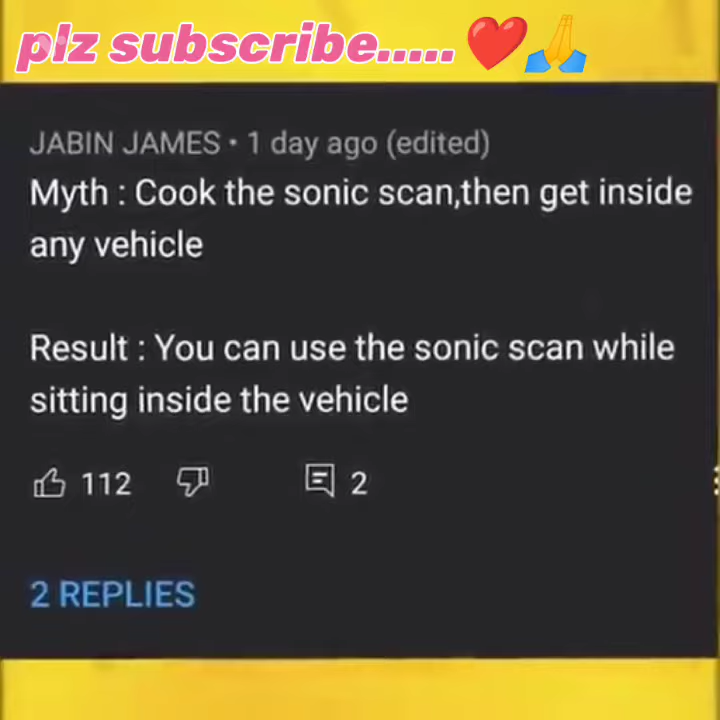 plz subscribe.....❤️🙏
JABIN JAMES • 1 day ago (edited)
Myth : Cook the sonic scan,then get inside
any vehicle
Result : You can use the sonic scan while
sitting inside the vehicle
112 2
2 REPLIES